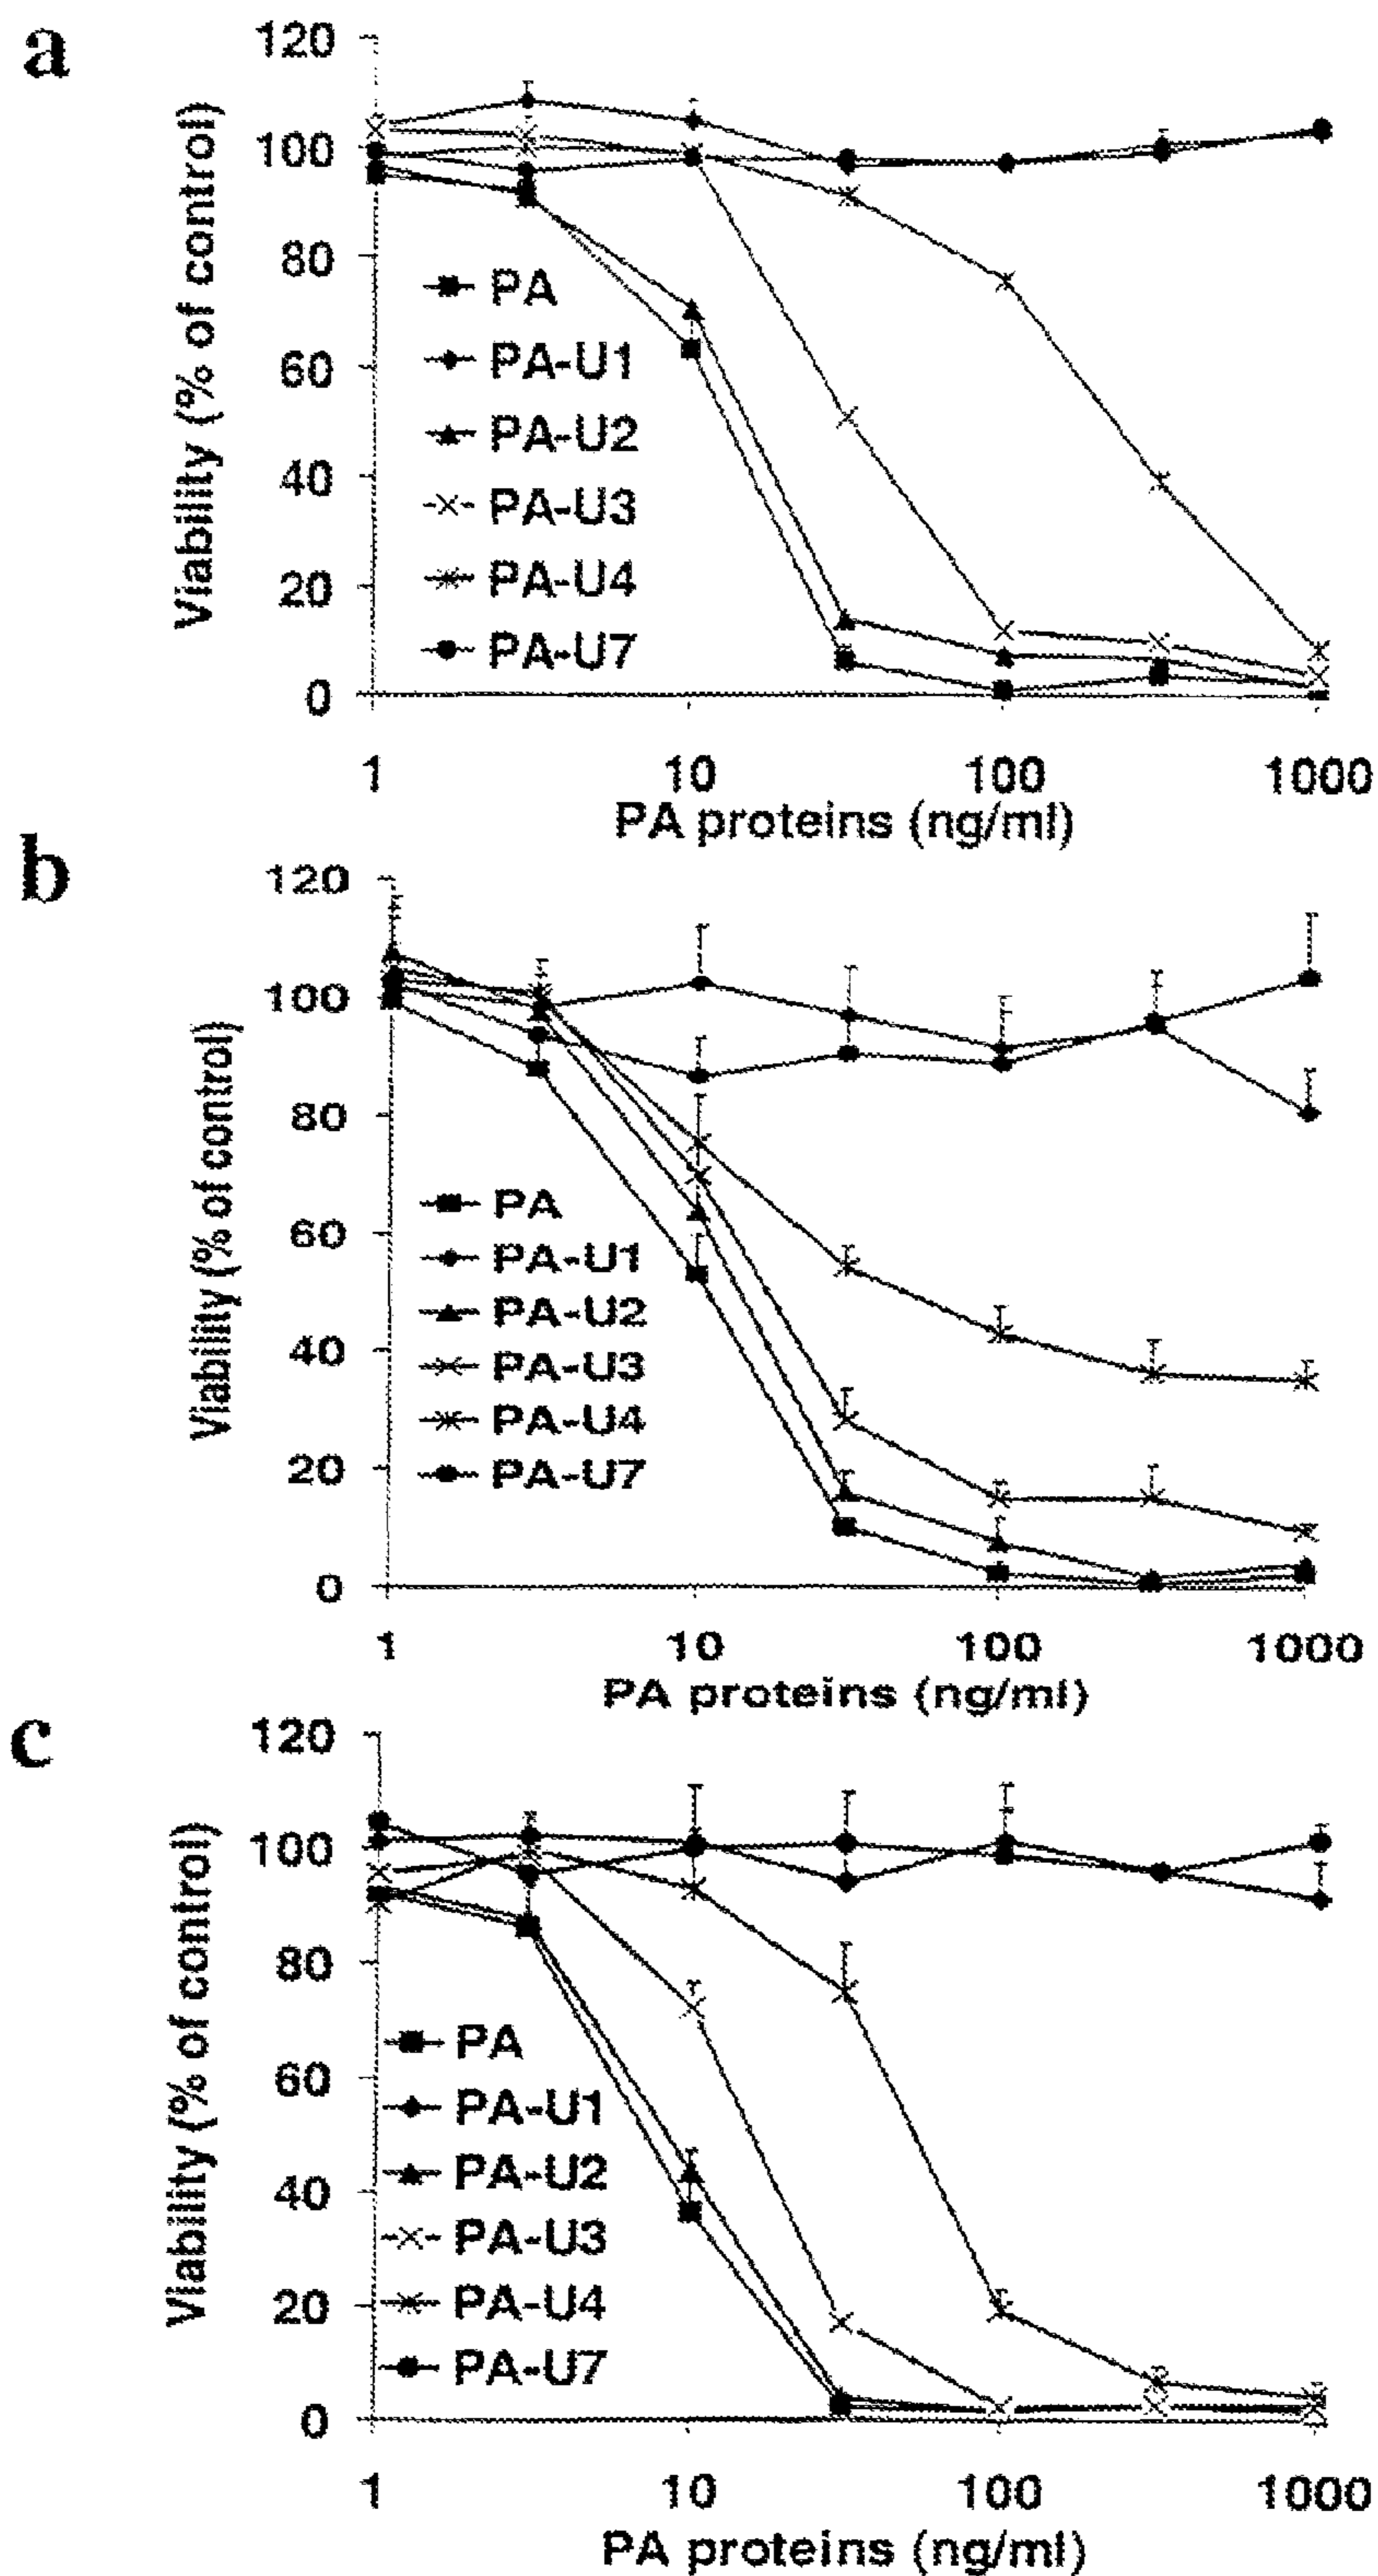 a
120
100
80
60
40
20
0
Viability (% of control)
PA
PA-U1
PA-U2
PA-U3
PA-U4
PA-U7
1 10 100 1000
PA proteins (ng/ml)
b
120
100
80
60
40
20
0
Viability (% of control)
PA
PA-U1
PA-U2
PA-U3
PA-U4
PA-U7
1 10 100 1000
PA proteins (ng/ml)
c
120
100
80
60
40
20
0
Viability (% of control)
PA
PA-U1
PA-U2
PA-U3
PA-U4
PA-U7
1 10 100 1000
PA proteins (ng/ml)